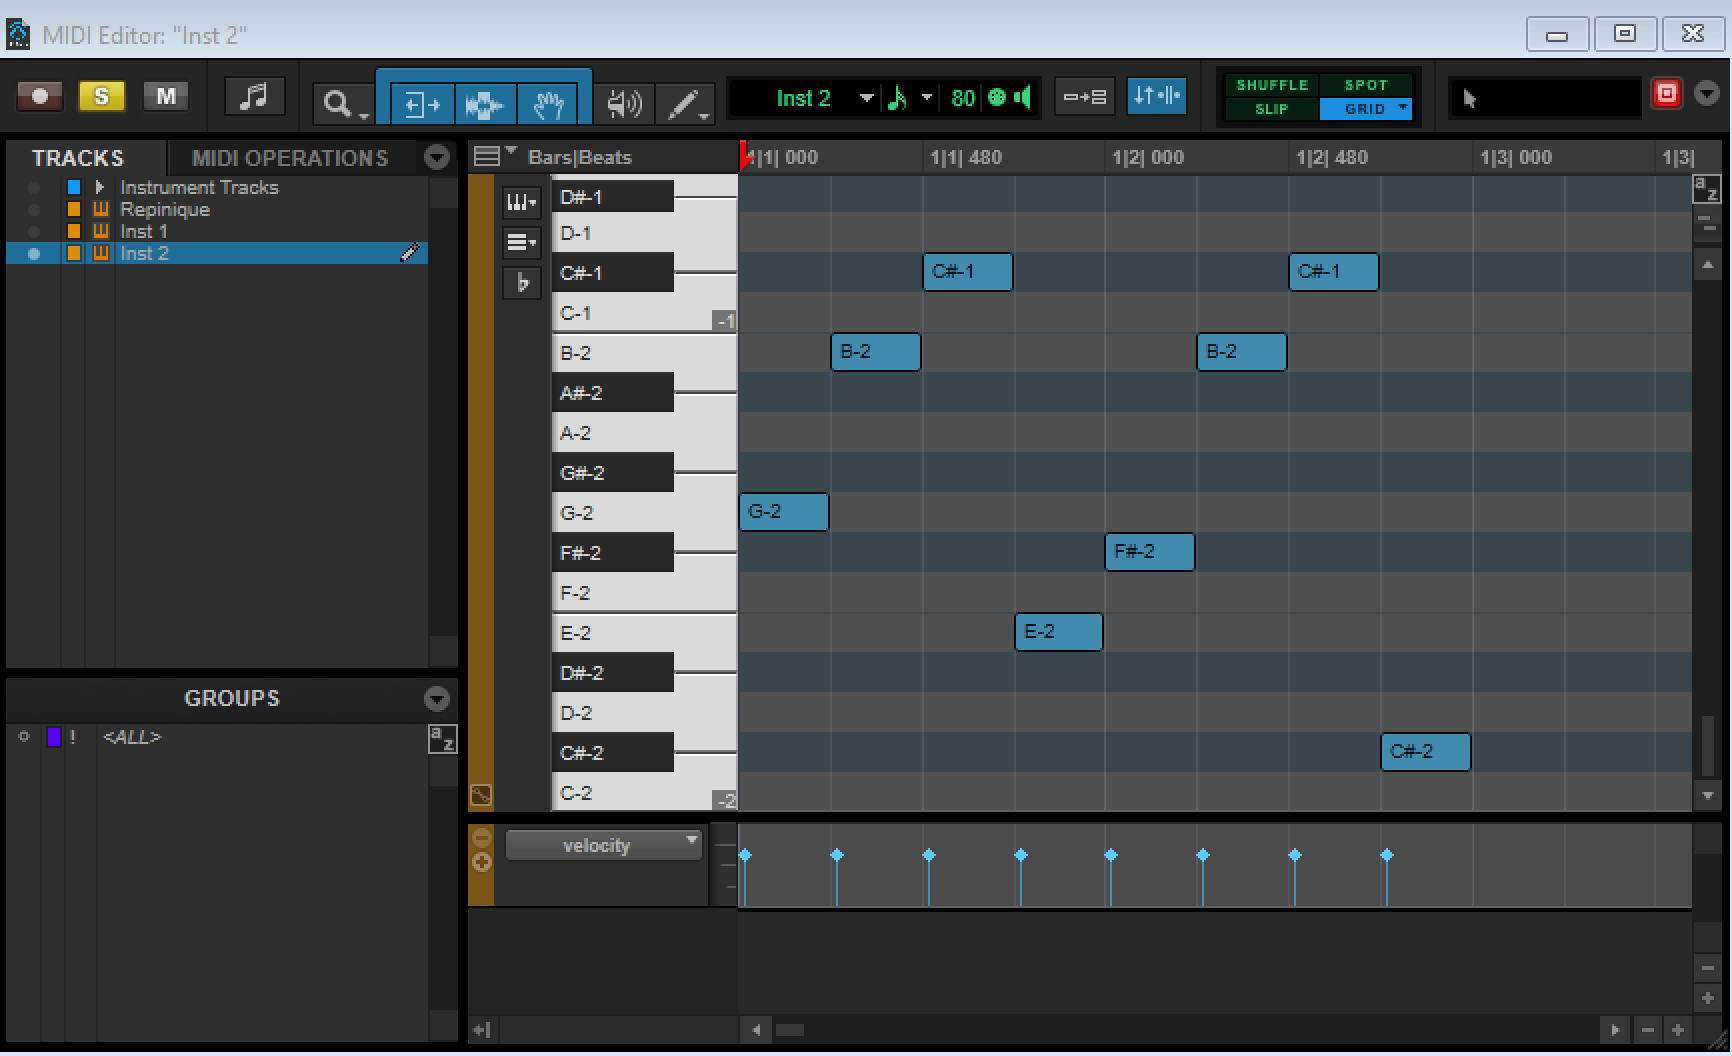 MIDI Editor: "Inst 2"
S M
Inst 2 80
SHUFFLE SPOT
SLIP GRID
TRACKS MIDI OPERATIONS
Instrument Tracks
Repinique
Inst 1
Inst 2
GROUPS
! <ALL> a z
Bars|Beats 1|1| 000 1|1| 480 1|2| 000 1|2| 480 1|3| 000 1|3|
a z
D#-1
D-1
C#-1 C#-1 C#-1
C-1 -1
B-2 B-2 B-2
A#-2
A-2
G#-2
G-2 G-2
F#-2 F#-2
F-2
E-2 E-2
D#-2
D-2
C#-2 C#-2
C-2 -2
velocity